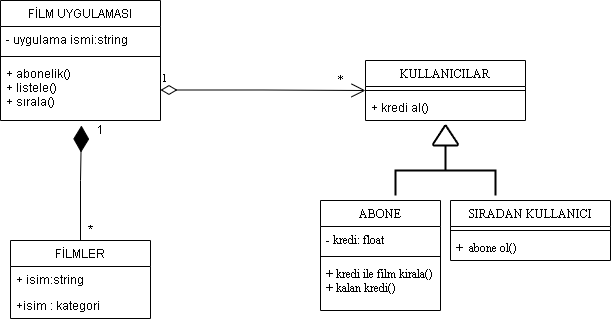 FİLM UYGULAMASI
- uygulama ismi:string
+ abonelik()
+ listele()
+ sırala()
1
*
KULLANICILAR
+ kredi al()
1
*
FİLMLER
+ isim:string
+isim : kategori
ABONE
- kredi: float
+ kredi ile film kirala()
+ kalan kredi()
SIRADAN KULLANICI
+ abone ol()